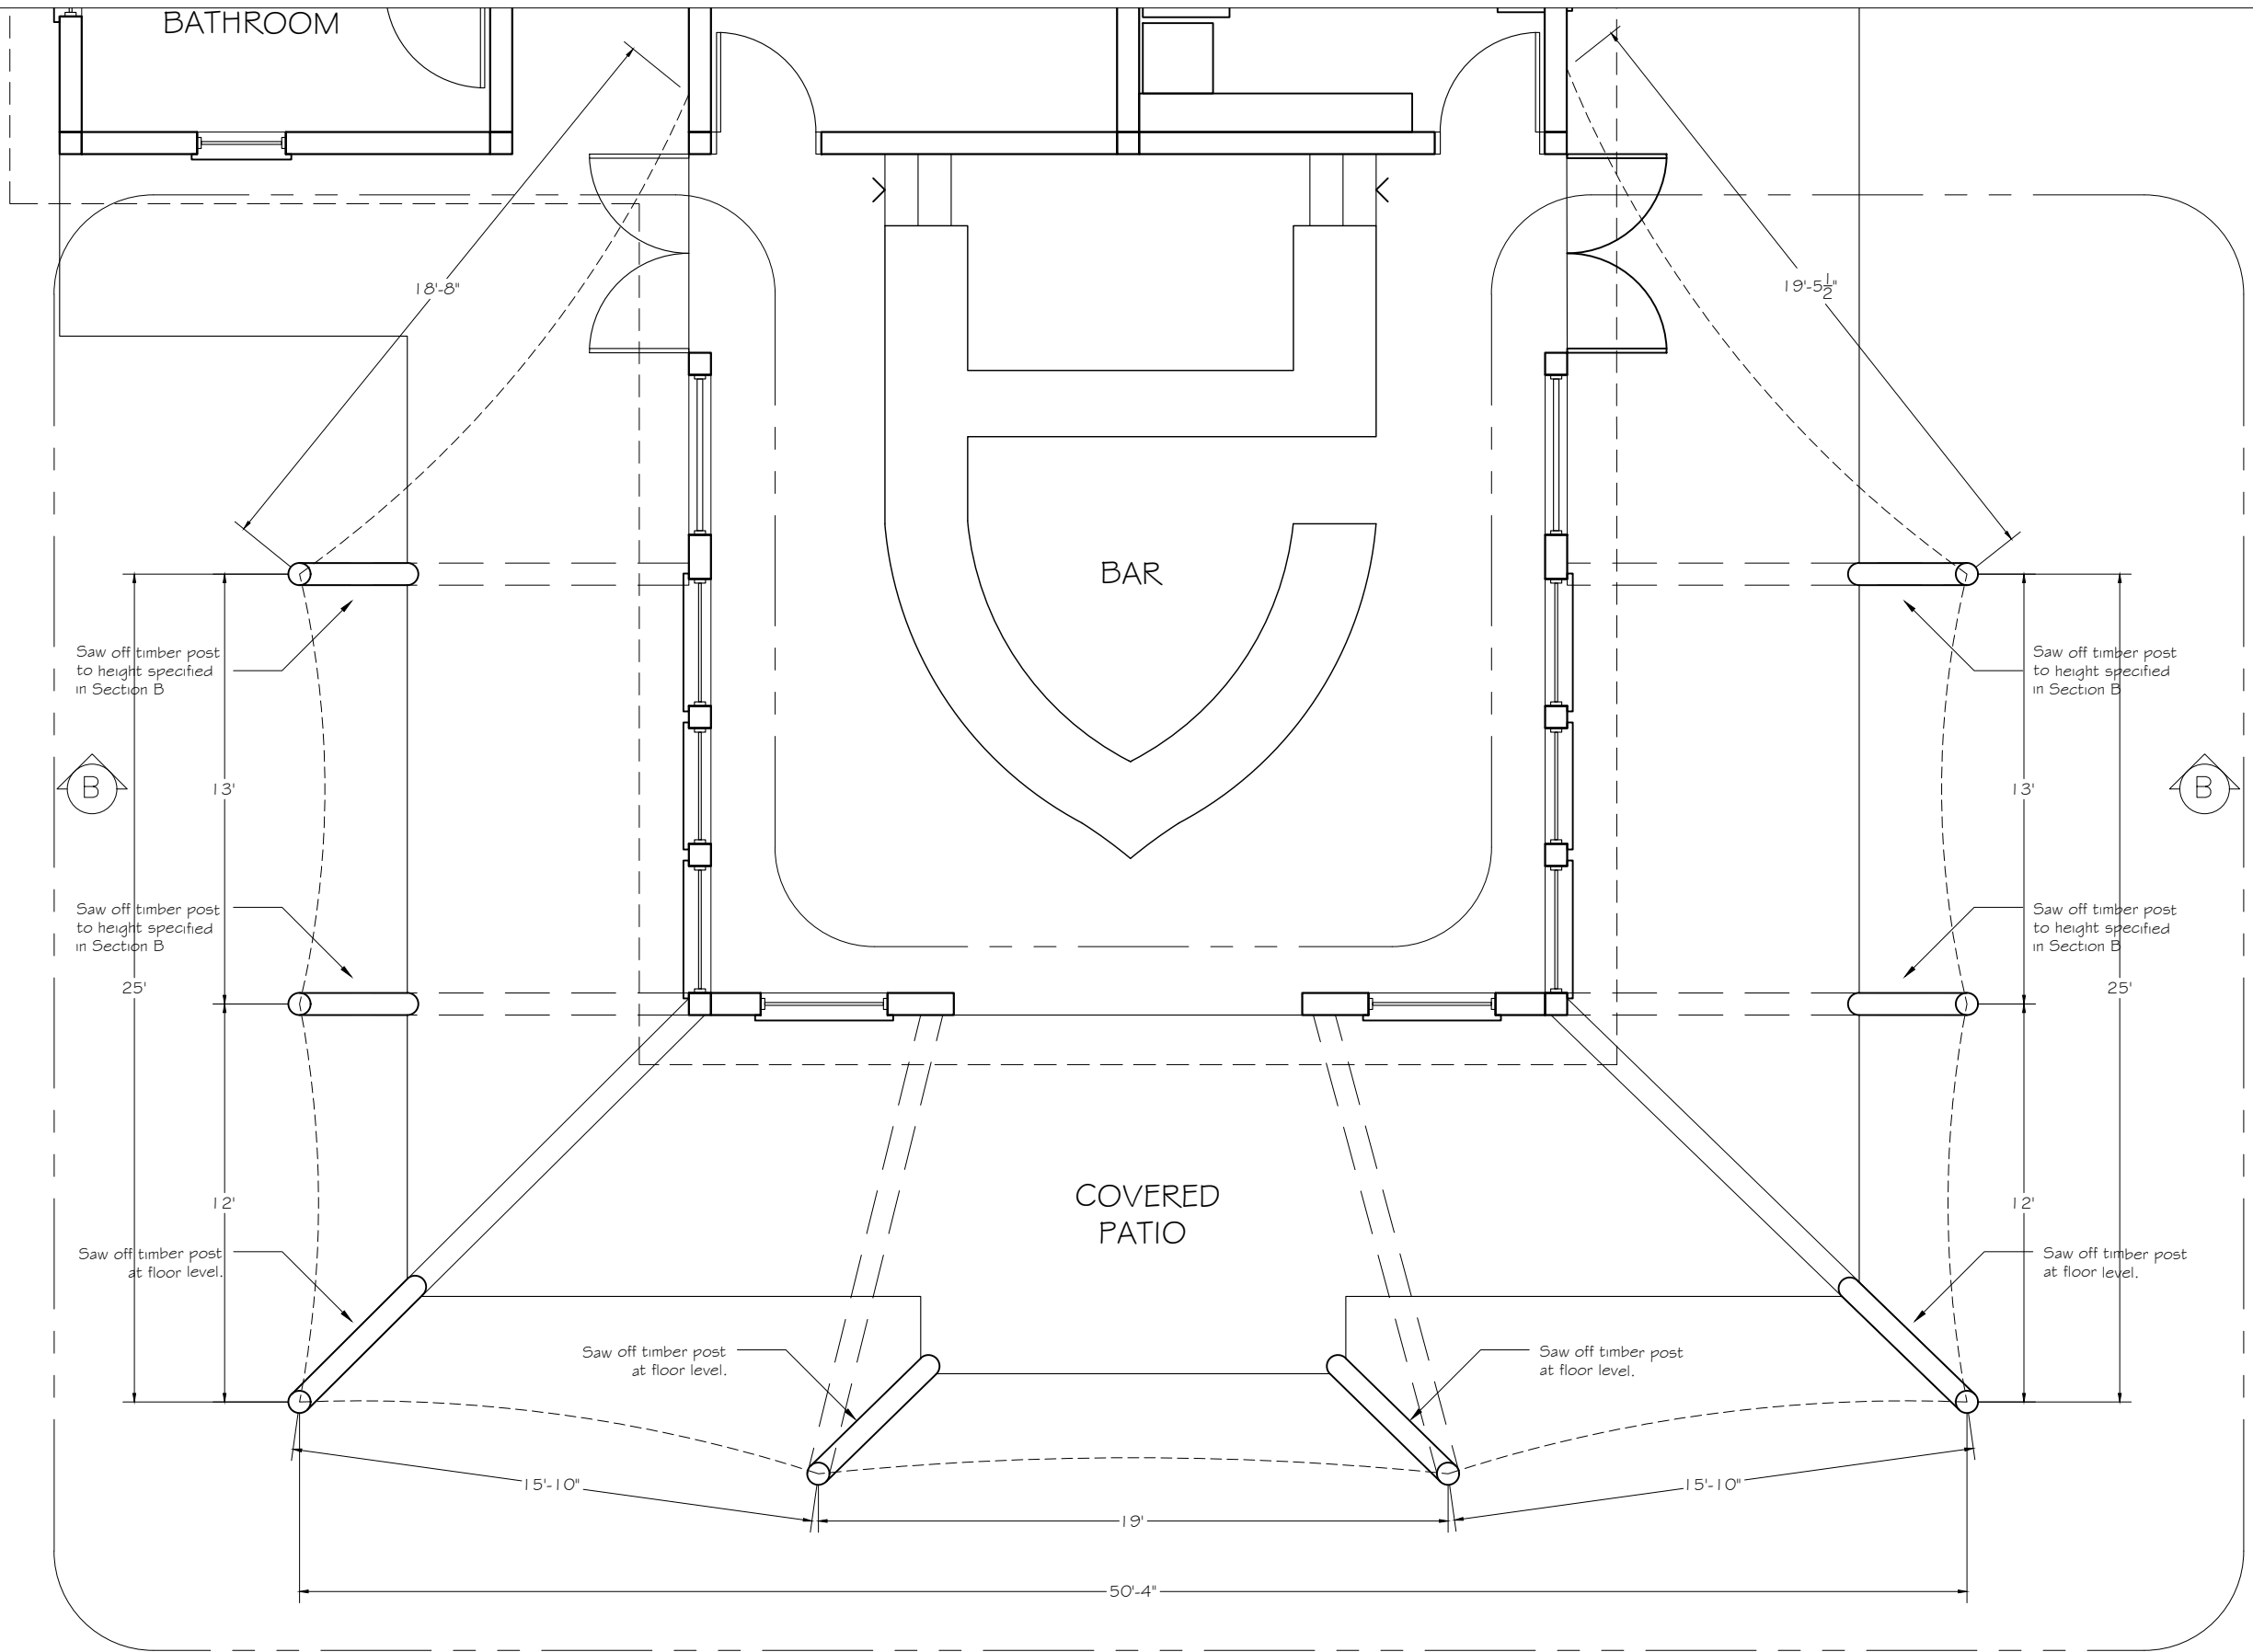 BATHROOM
18'-8"
19'-5 1/2"
BAR
Saw off timber post
to height specified
in Section B
Saw off timber post
to height specified
in Section B
B
13'
13'
B
Saw off timber post
to height specified
in Section B
Saw off timber post
to height specified
in Section B
25'
25'
12'
COVERED
PATIO
12'
Saw off timber post
at floor level.
Saw off timber post
at floor level.
Saw off timber post
at floor level.
Saw off timber post
at floor level.
15'-10"
15'-10"
19'
50'-4"